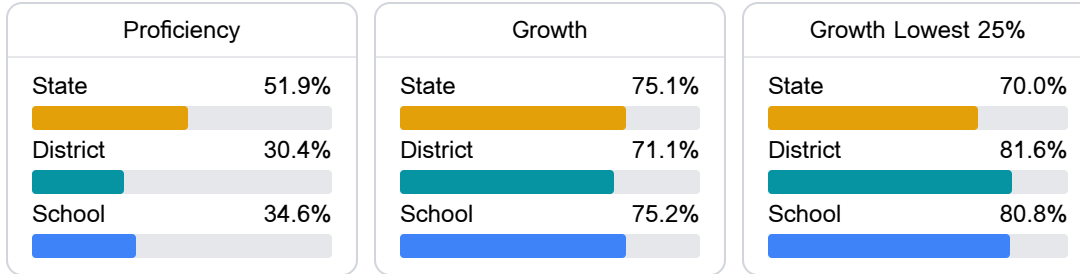 Proficiency
State 51.9%
District 30.4%
School 34.6%
Growth
State 75.1%
District 71.1%
School 75.2%
Growth Lowest 25%
State 70.0%
District 81.6%
School 80.8%